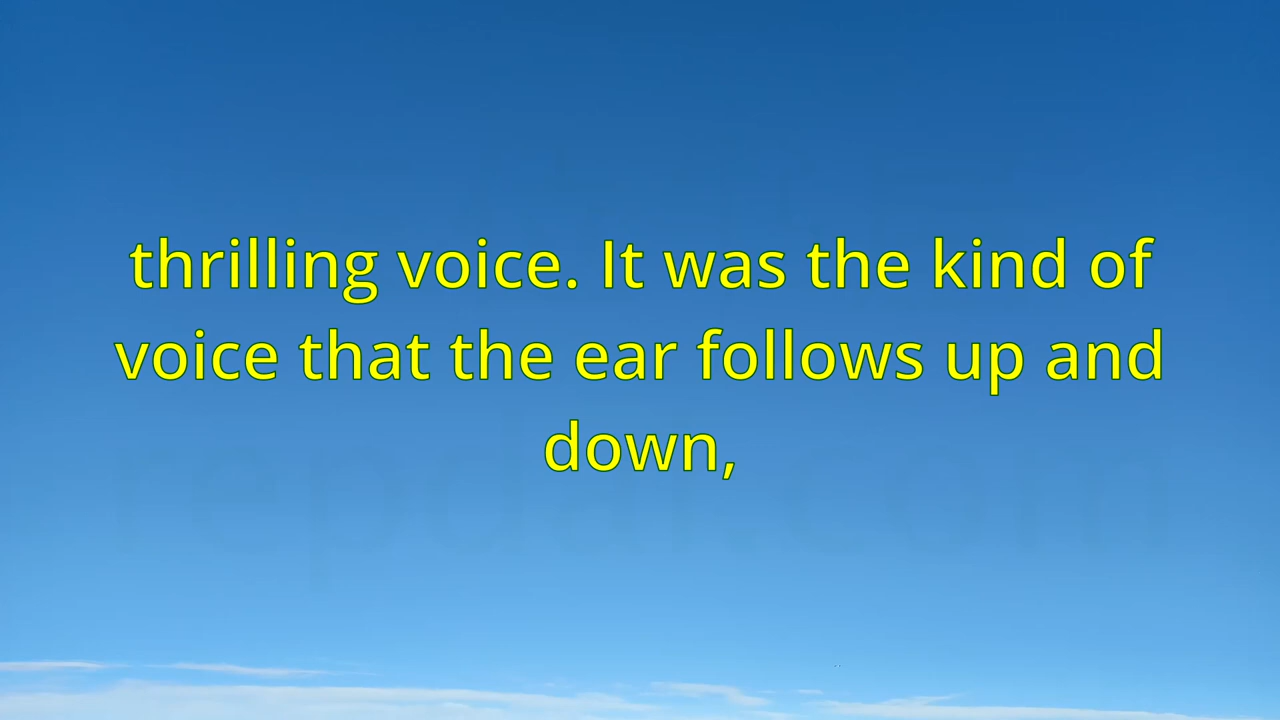 thrilling voice. It was the kind of
voice that the ear follows up and
down,